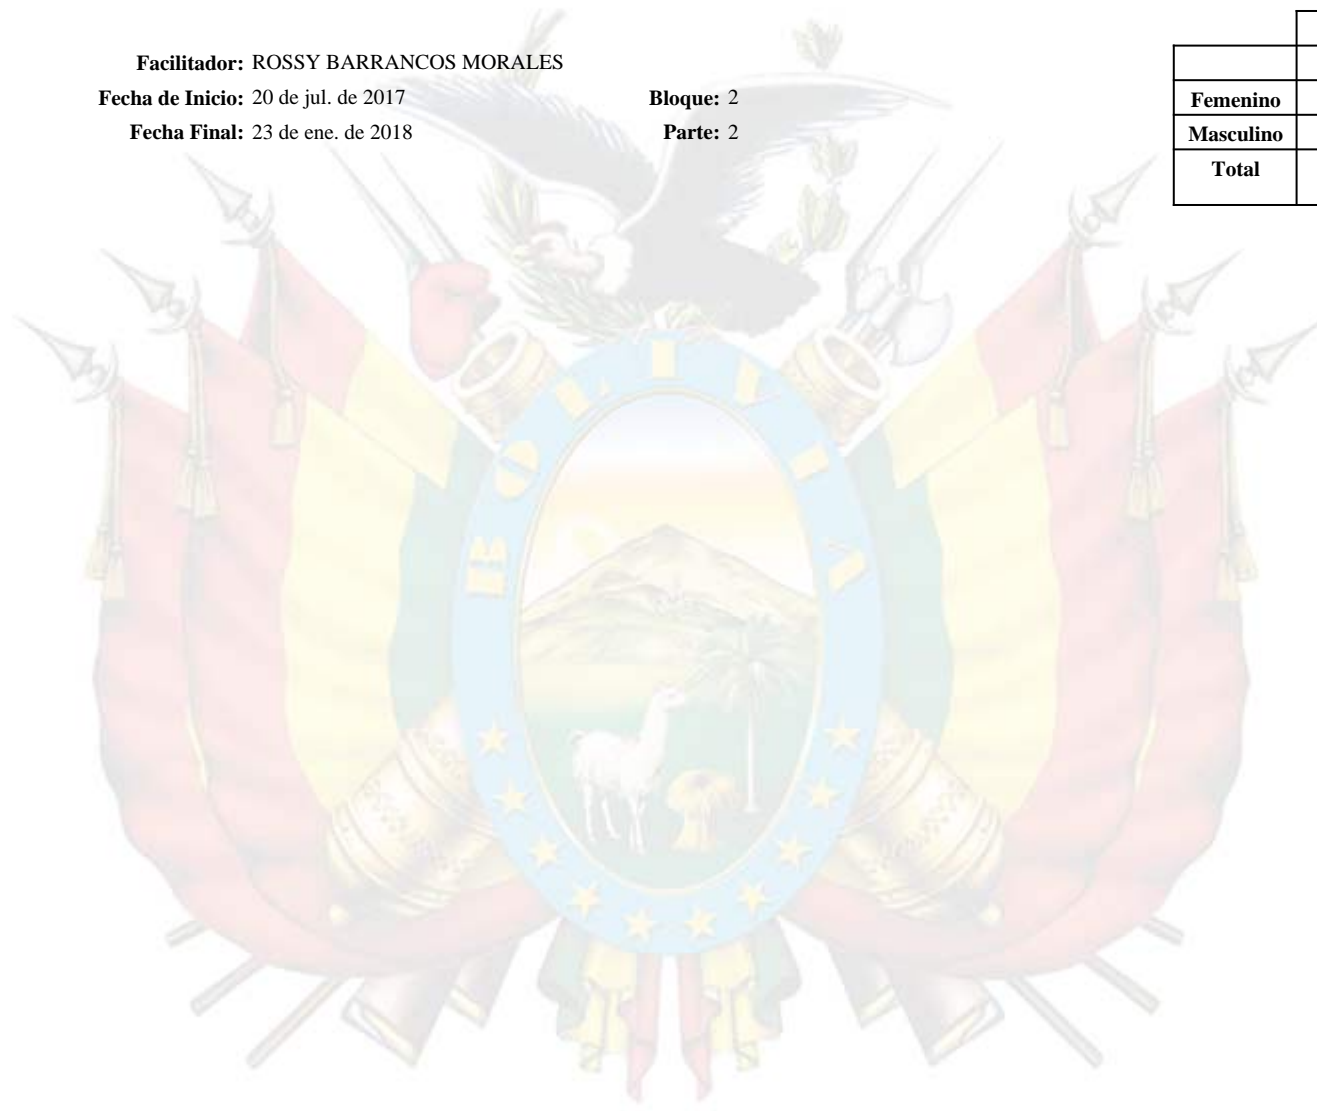 Facilitador: ROSSY BARRANCOS MORALES
Fecha de Inicio: 20 de jul. de 2017 Bloque: 2
Fecha Final: 23 de ene. de 2018 Parte: 2
Femenino
Masculino
Total
BOLIVIA